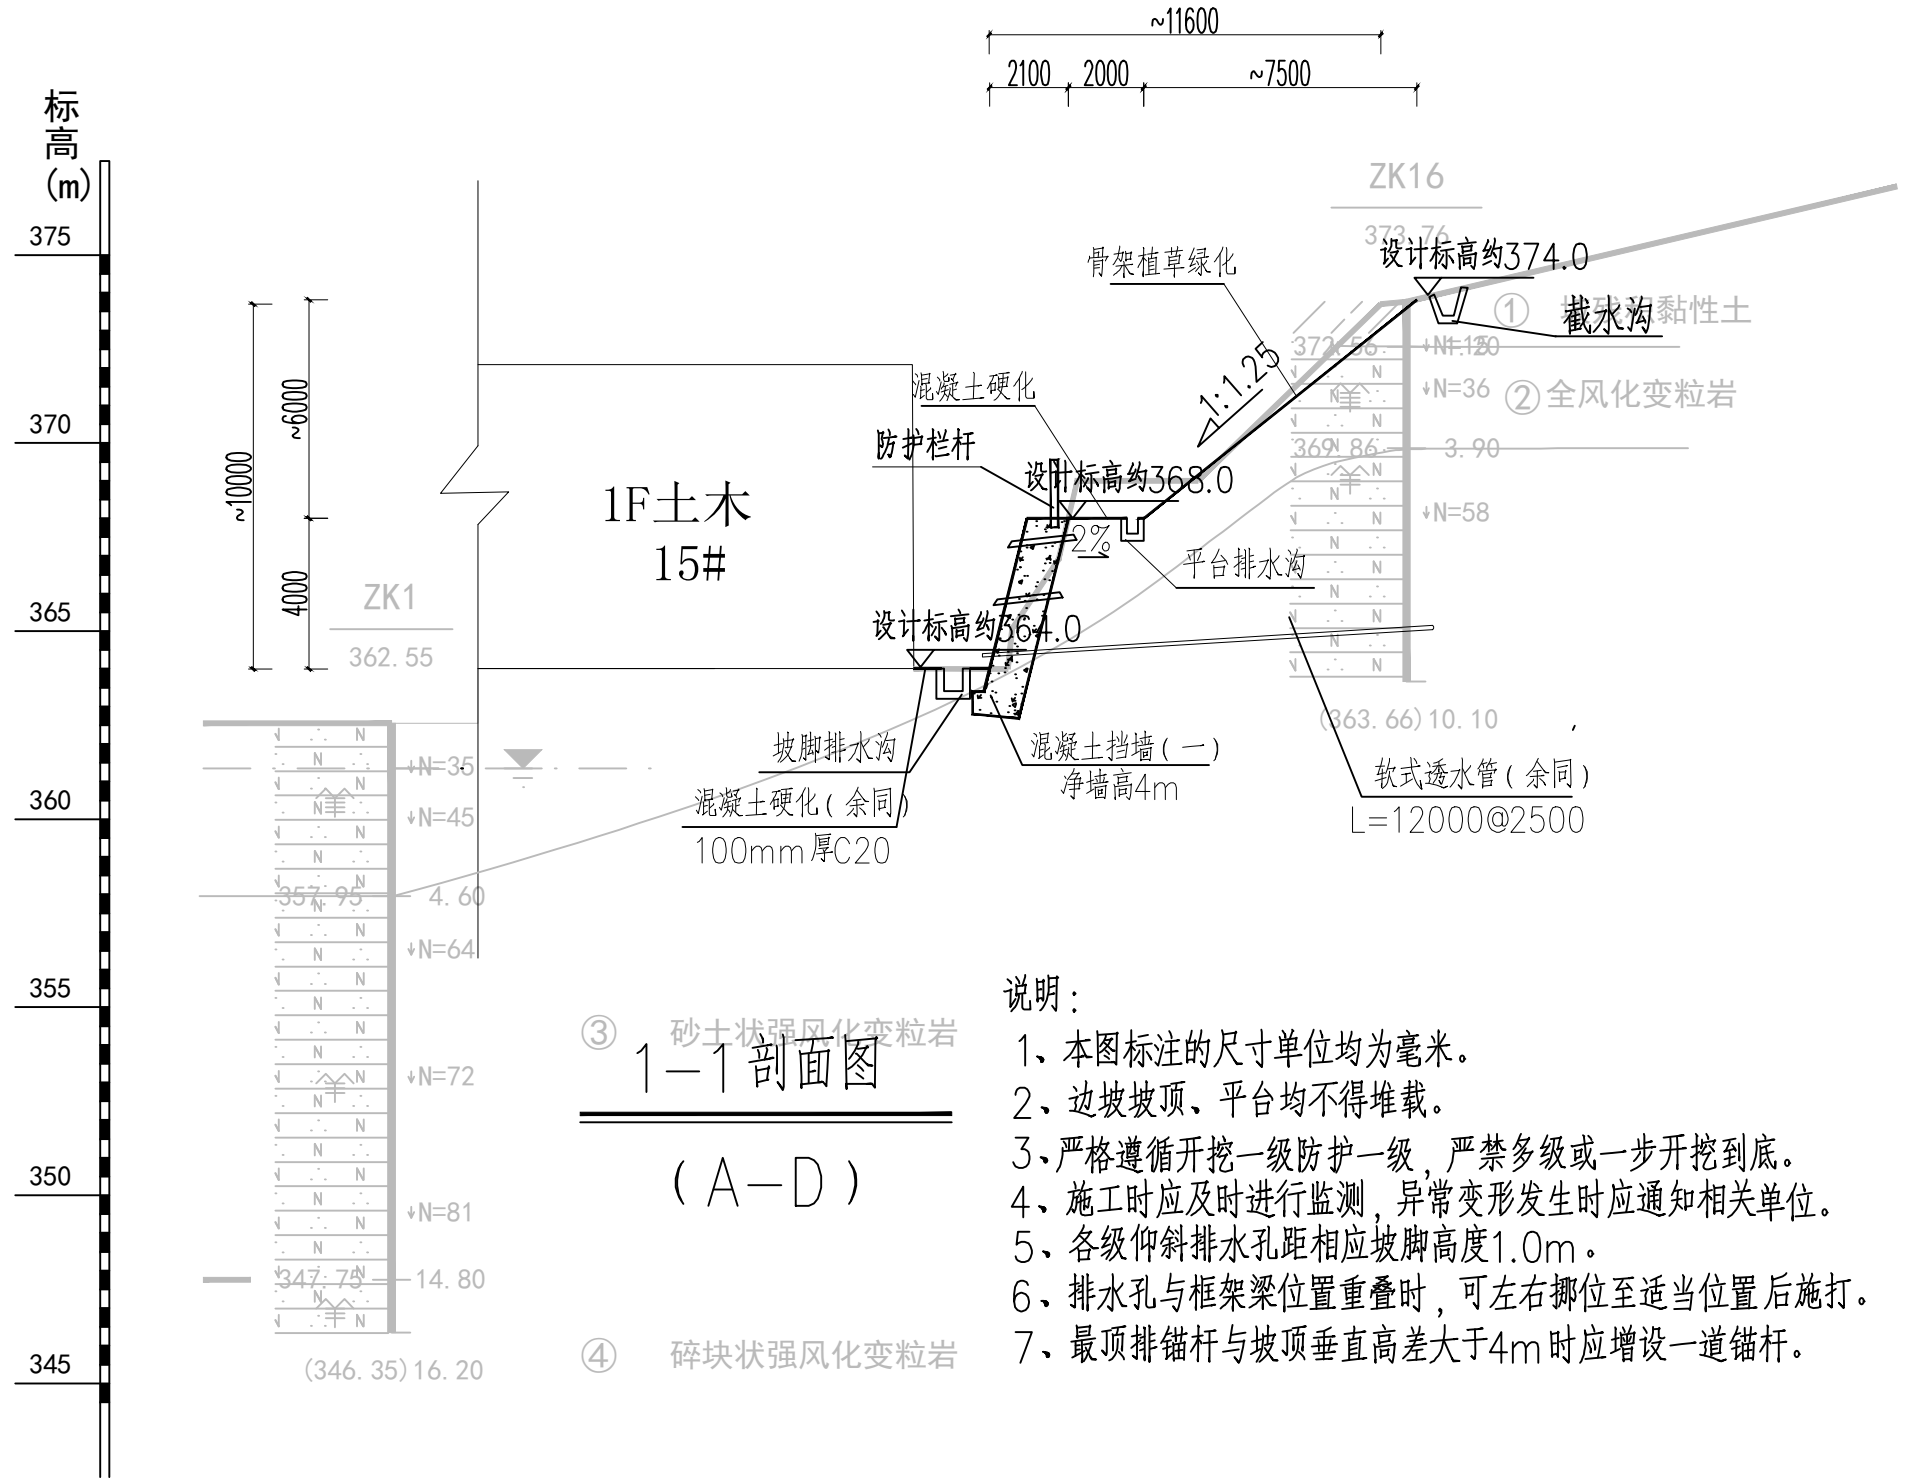 ~11600
2100
2000
~7500
标高(m)
375
370
365
360
355
350
345
ZK16
373.76
设计标高约374.0
骨架植草绿化
①
黏性土
截水沟
1:1.25
372.56
N=15
1.20
N=36
② 全风化变粒岩
混凝土硬化
防护栏杆
设计标高约368.0
369.86
3.90
N=58
~6000
~10000
4000
1F土木
15#
2%
平台排水沟
ZK1
362.55
设计标高约364.0
(363.66)10.10
坡脚排水沟
混凝土挡墙(一)
净墙高4m
软式透水管(余同)
L=12000@2500
混凝土硬化(余同)
100mm厚C20
N=35
N=45
357.95
4.60
N=64
N=72
N=81
347.75
14.80
(346.35)16.20
③ 砂土状强风化变粒岩
1-1剖面图
(A-D)
④ 碎块状强风化变粒岩
说明:
1、本图标注的尺寸单位均为毫米。
2、边坡坡顶、平台均不得堆载。
3、严格遵循开挖一级防护一级,严禁多级或一步开挖到底。
4、施工时应及时进行监测,异常变形发生时应通知相关单位。
5、各级仰斜排水孔距相应坡脚高度1.0m。
6、排水孔与框架梁位置重叠时,可左右挪位至适当位置后施打。
7、最顶排锚杆与坡顶垂直高差大于4m时应增设一道锚杆。